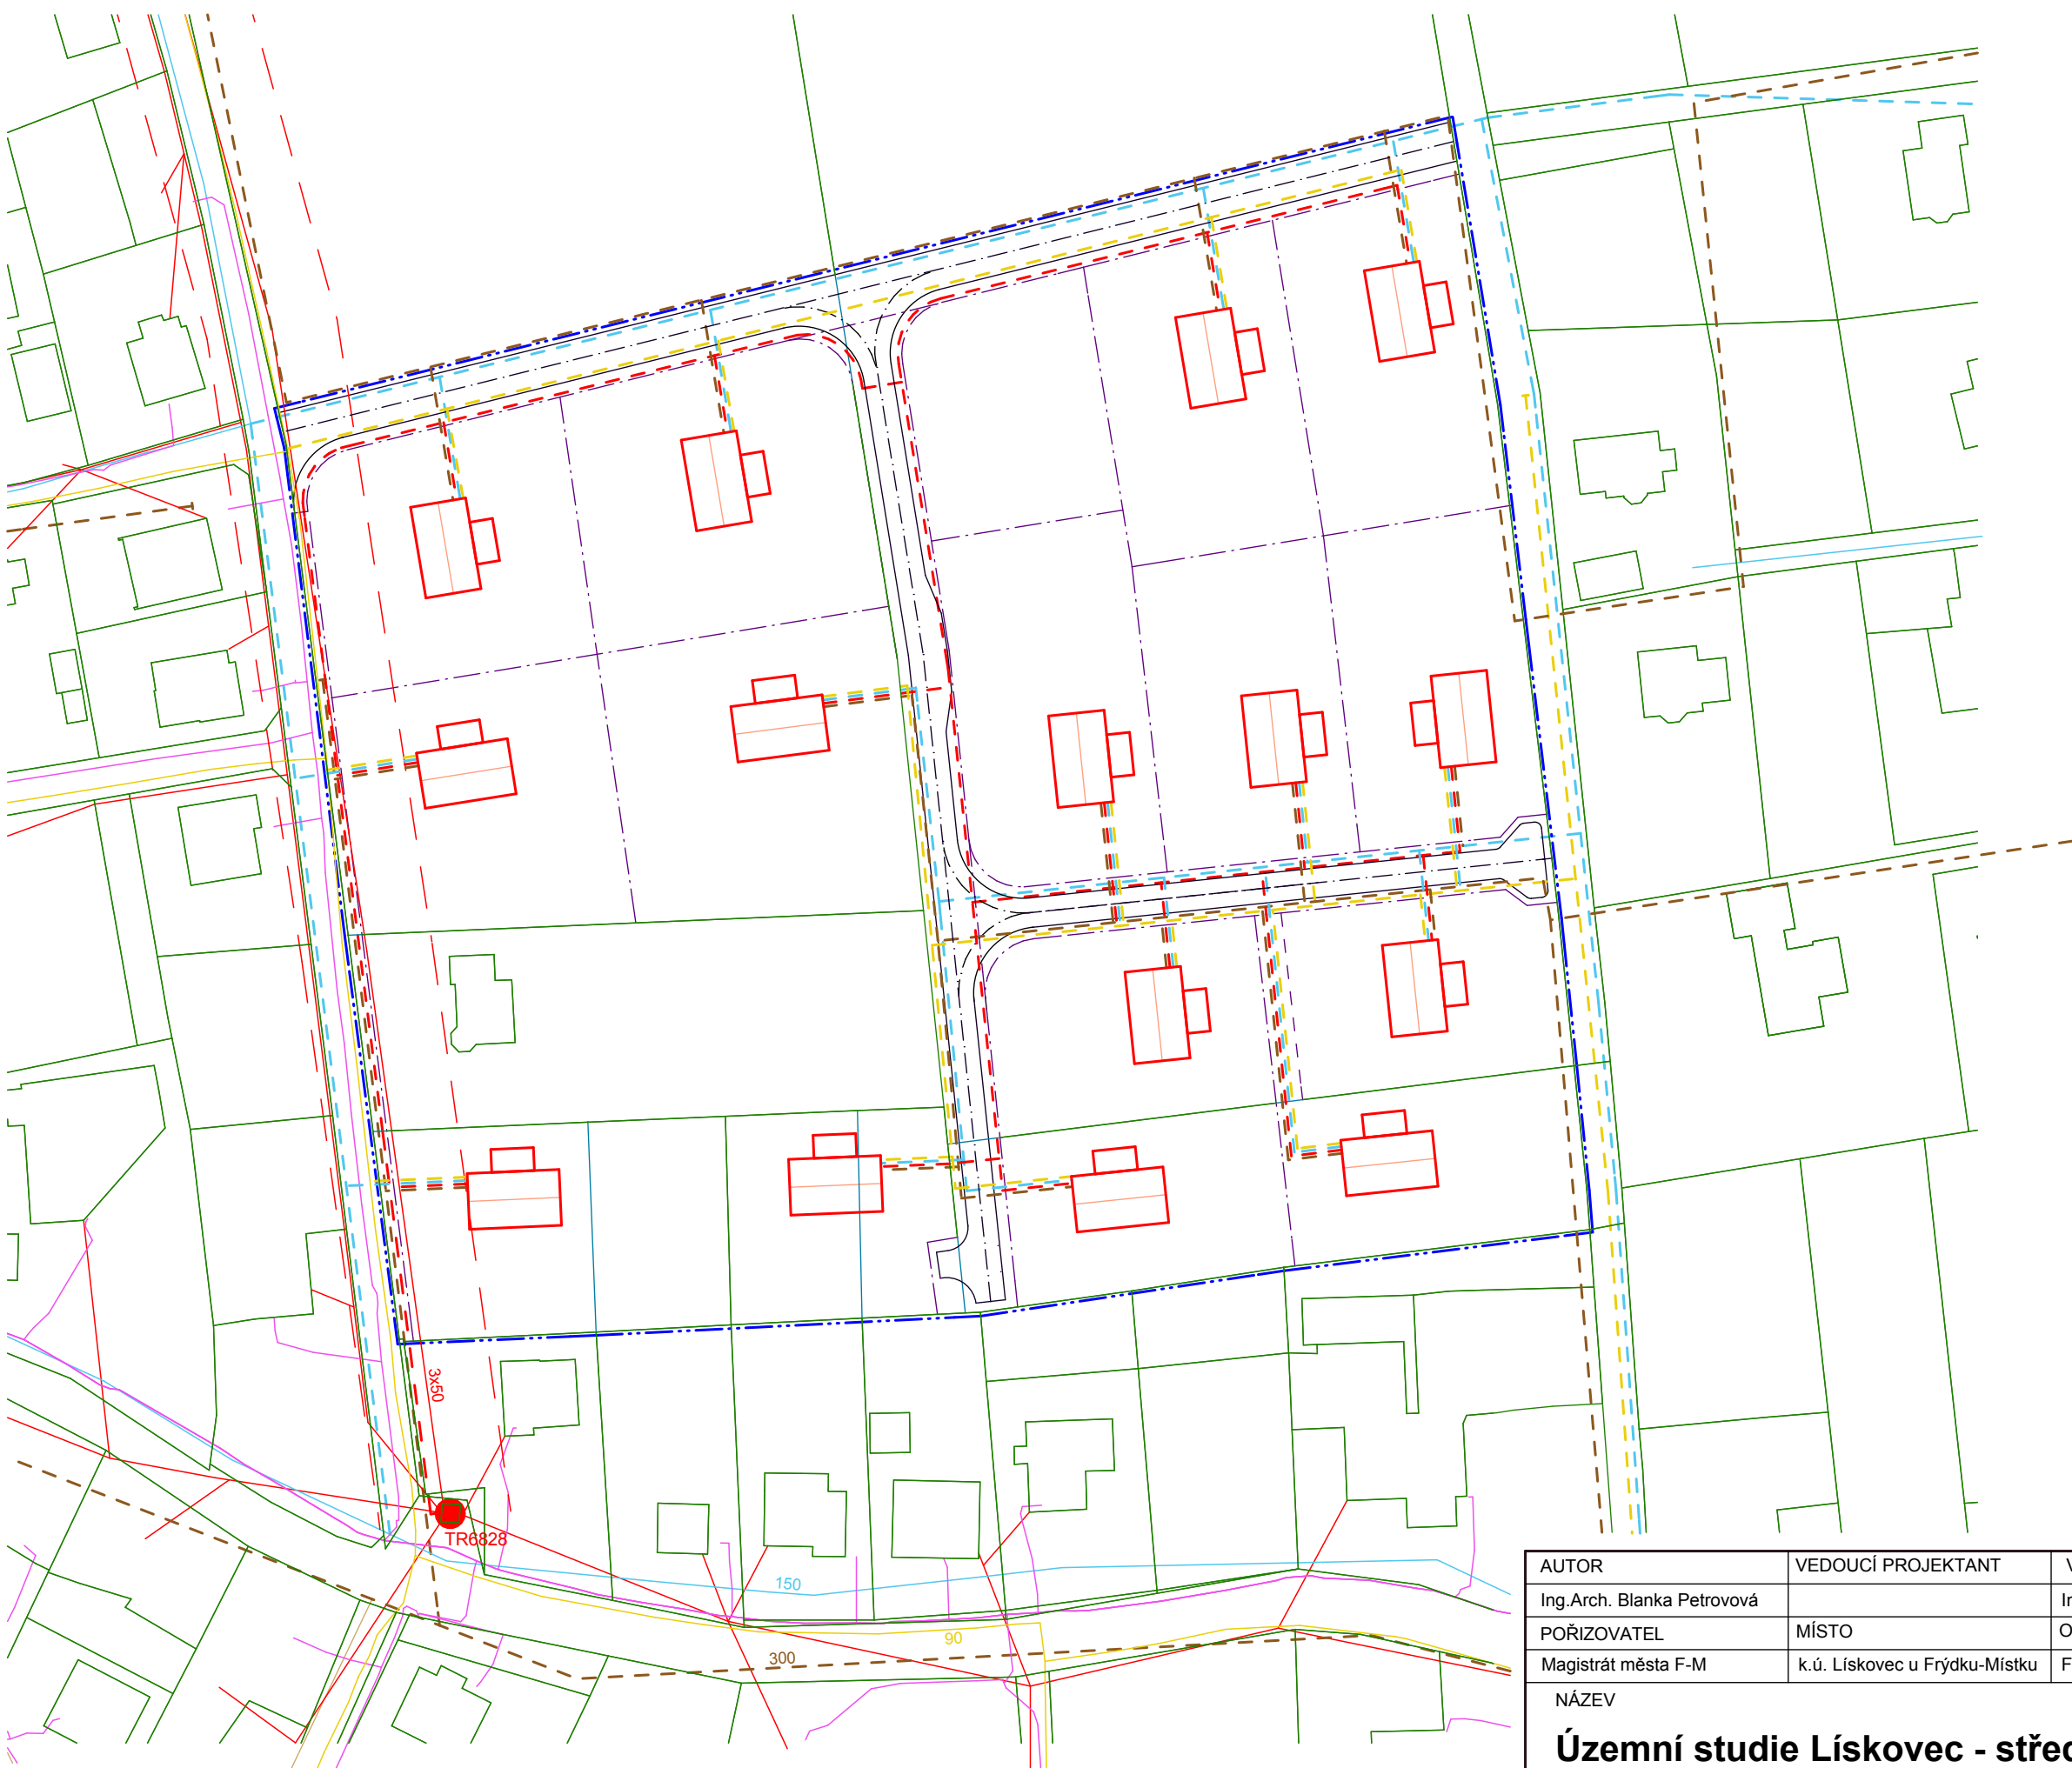 3x50
TR6828
150
90
300
AUTOR
VEDOUCÍ PROJEKTANT
Ing.Arch. Blanka Petrovová
POŘIZOVATEL
MÍSTO
Magistrát města F-M
k.ú. Lískovec u Frýdku-Místku
NÁZEV
Územní studie Lískovec - střed